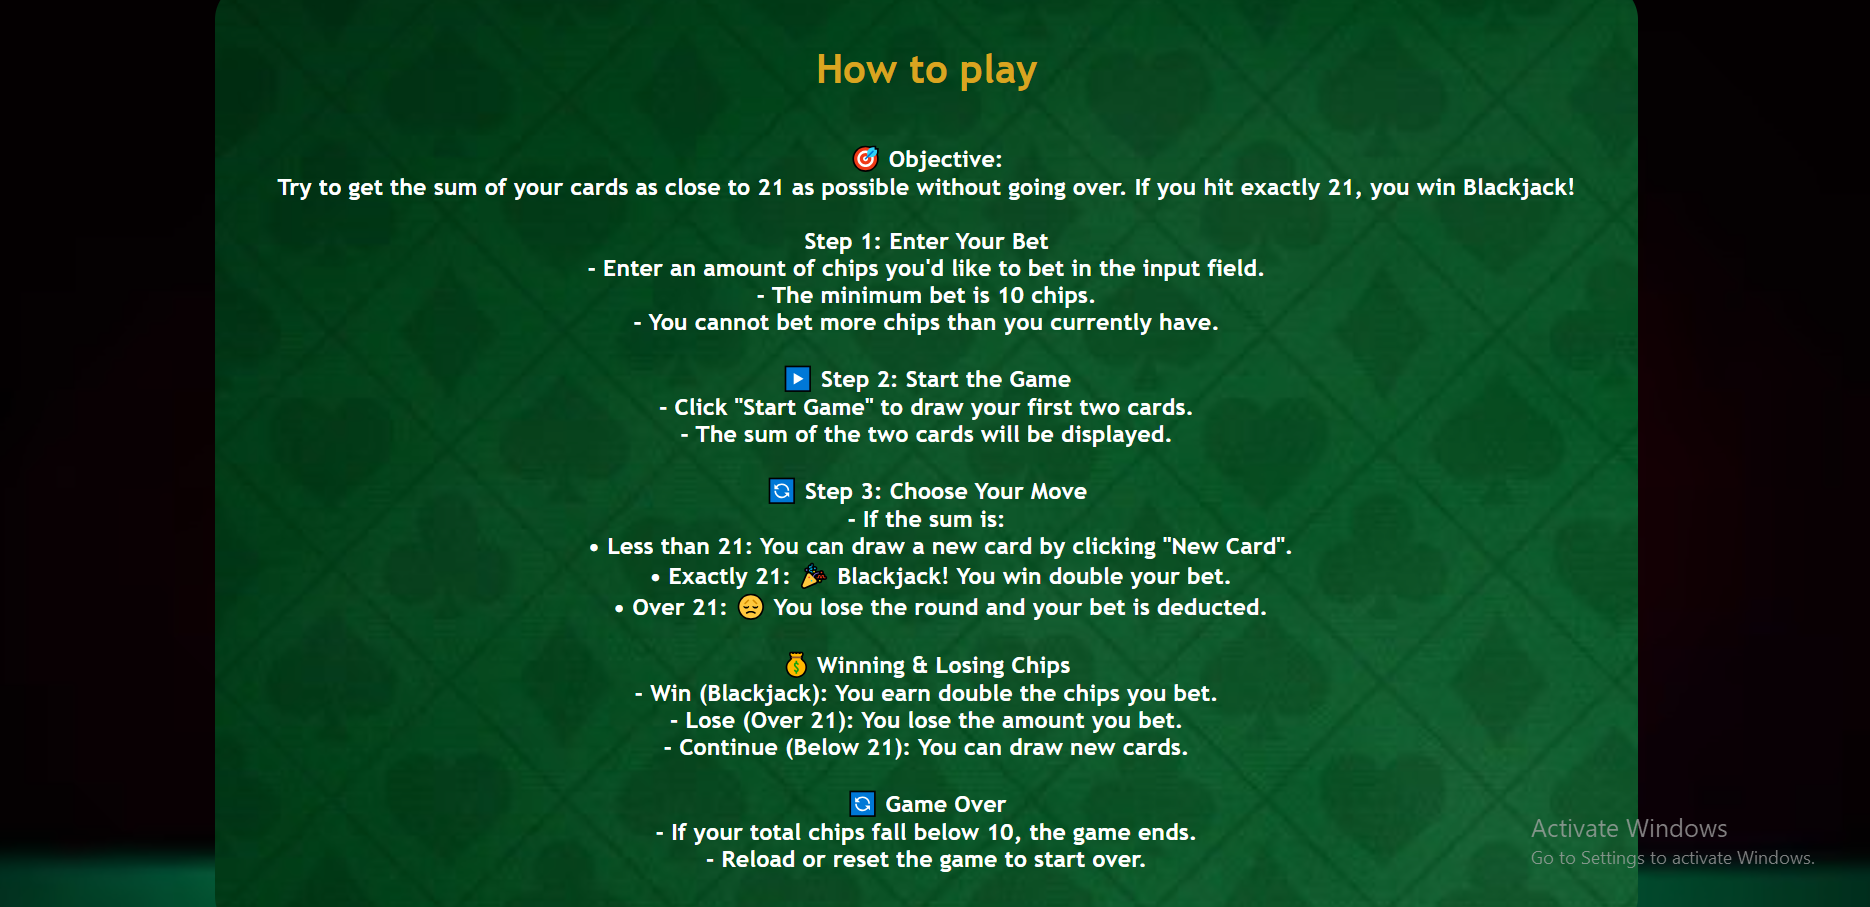 How to play
🎯 Objective:
Try to get the sum of your cards as close to 21 as possible without going over. If you hit exactly 21, you win Blackjack!
Step 1: Enter Your Bet
- Enter an amount of chips you'd like to bet in the input field.
- The minimum bet is 10 chips.
- You cannot bet more chips than you currently have.
▶️ Step 2: Start the Game
- Click "Start Game" to draw your first two cards.
- The sum of the two cards will be displayed.
🔄 Step 3: Choose Your Move
- If the sum is:
• Less than 21: You can draw a new card by clicking "New Card".
• Exactly 21: 🎉 Blackjack! You win double your bet.
• Over 21: 😔 You lose the round and your bet is deducted.
💰 Winning & Losing Chips
- Win (Blackjack): You earn double the chips you bet.
- Lose (Over 21): You lose the amount you bet.
- Continue (Below 21): You can draw new cards.
🔄 Game Over
- If your total chips fall below 10, the game ends.
- Reload or reset the game to start over.
Activate Windows
Go to Settings to activate Windows.